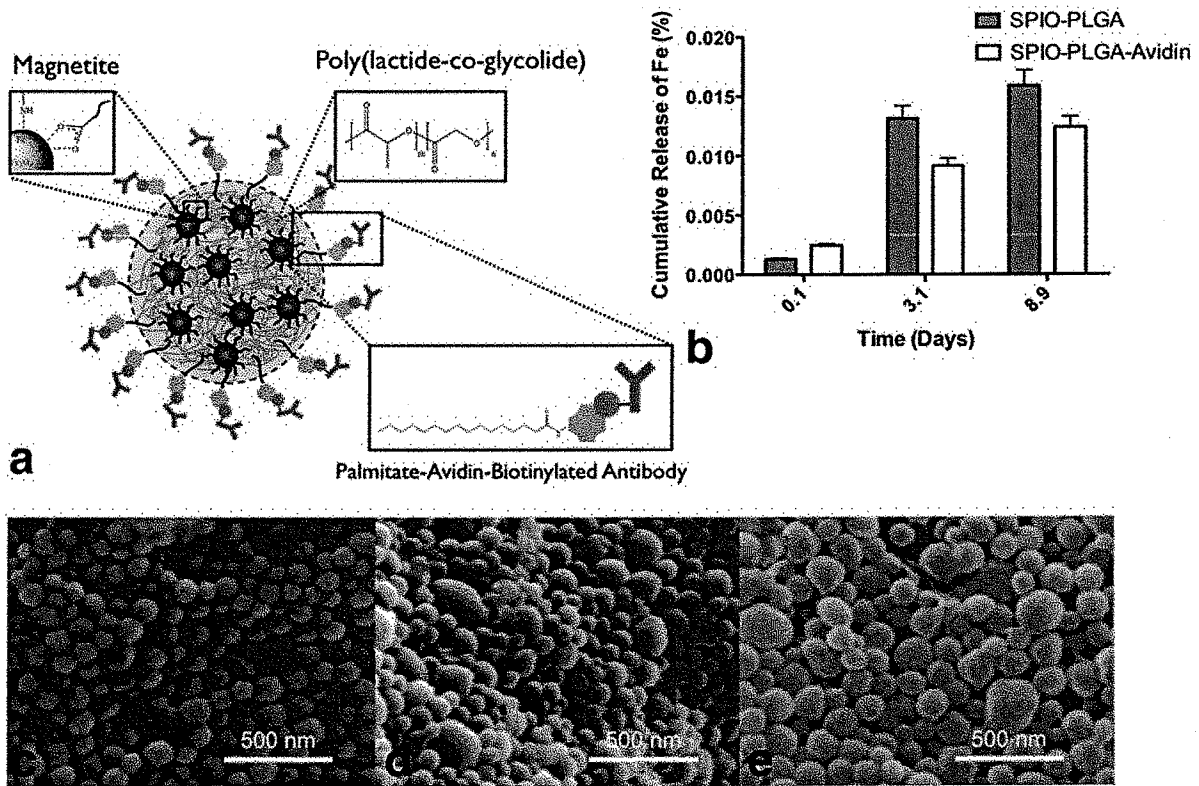 Magnetite
Poly(lactide-co-glycolide)
NH
O
O
O
O
O
O
Palmitate-Avidin-Biotinylated Antibody
a
SPIO-PLGA
SPIO-PLGA-Avidin
Cumulative Release of Fe (%)
0.020
0.015
0.010
0.005
0.000
0.1
3.1
8.9
Time (Days)
b
500 nm
c
500 nm
d
500 nm
e